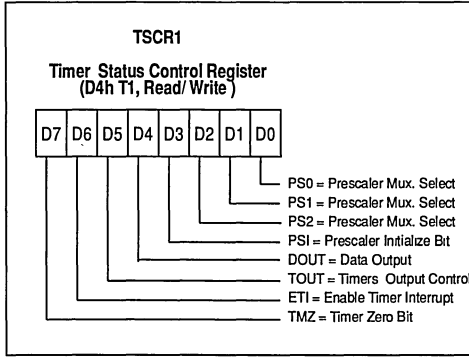 TSCR1
Timer Status Control Register
(D4h T1, Read/ Write )
D7 D6 D5 D4 D3 D2 D1 D0
PS0 = Prescaler Mux. Select
PS1 = Prescaler Mux. Select
PS2 = Prescaler Mux. Select
PSI = Prescaler Initialize Bit
DOUT = Data Output
TOUT = Timers Output Control
ETI = Enable Timer Interrupt
TMZ = Timer Zero Bit